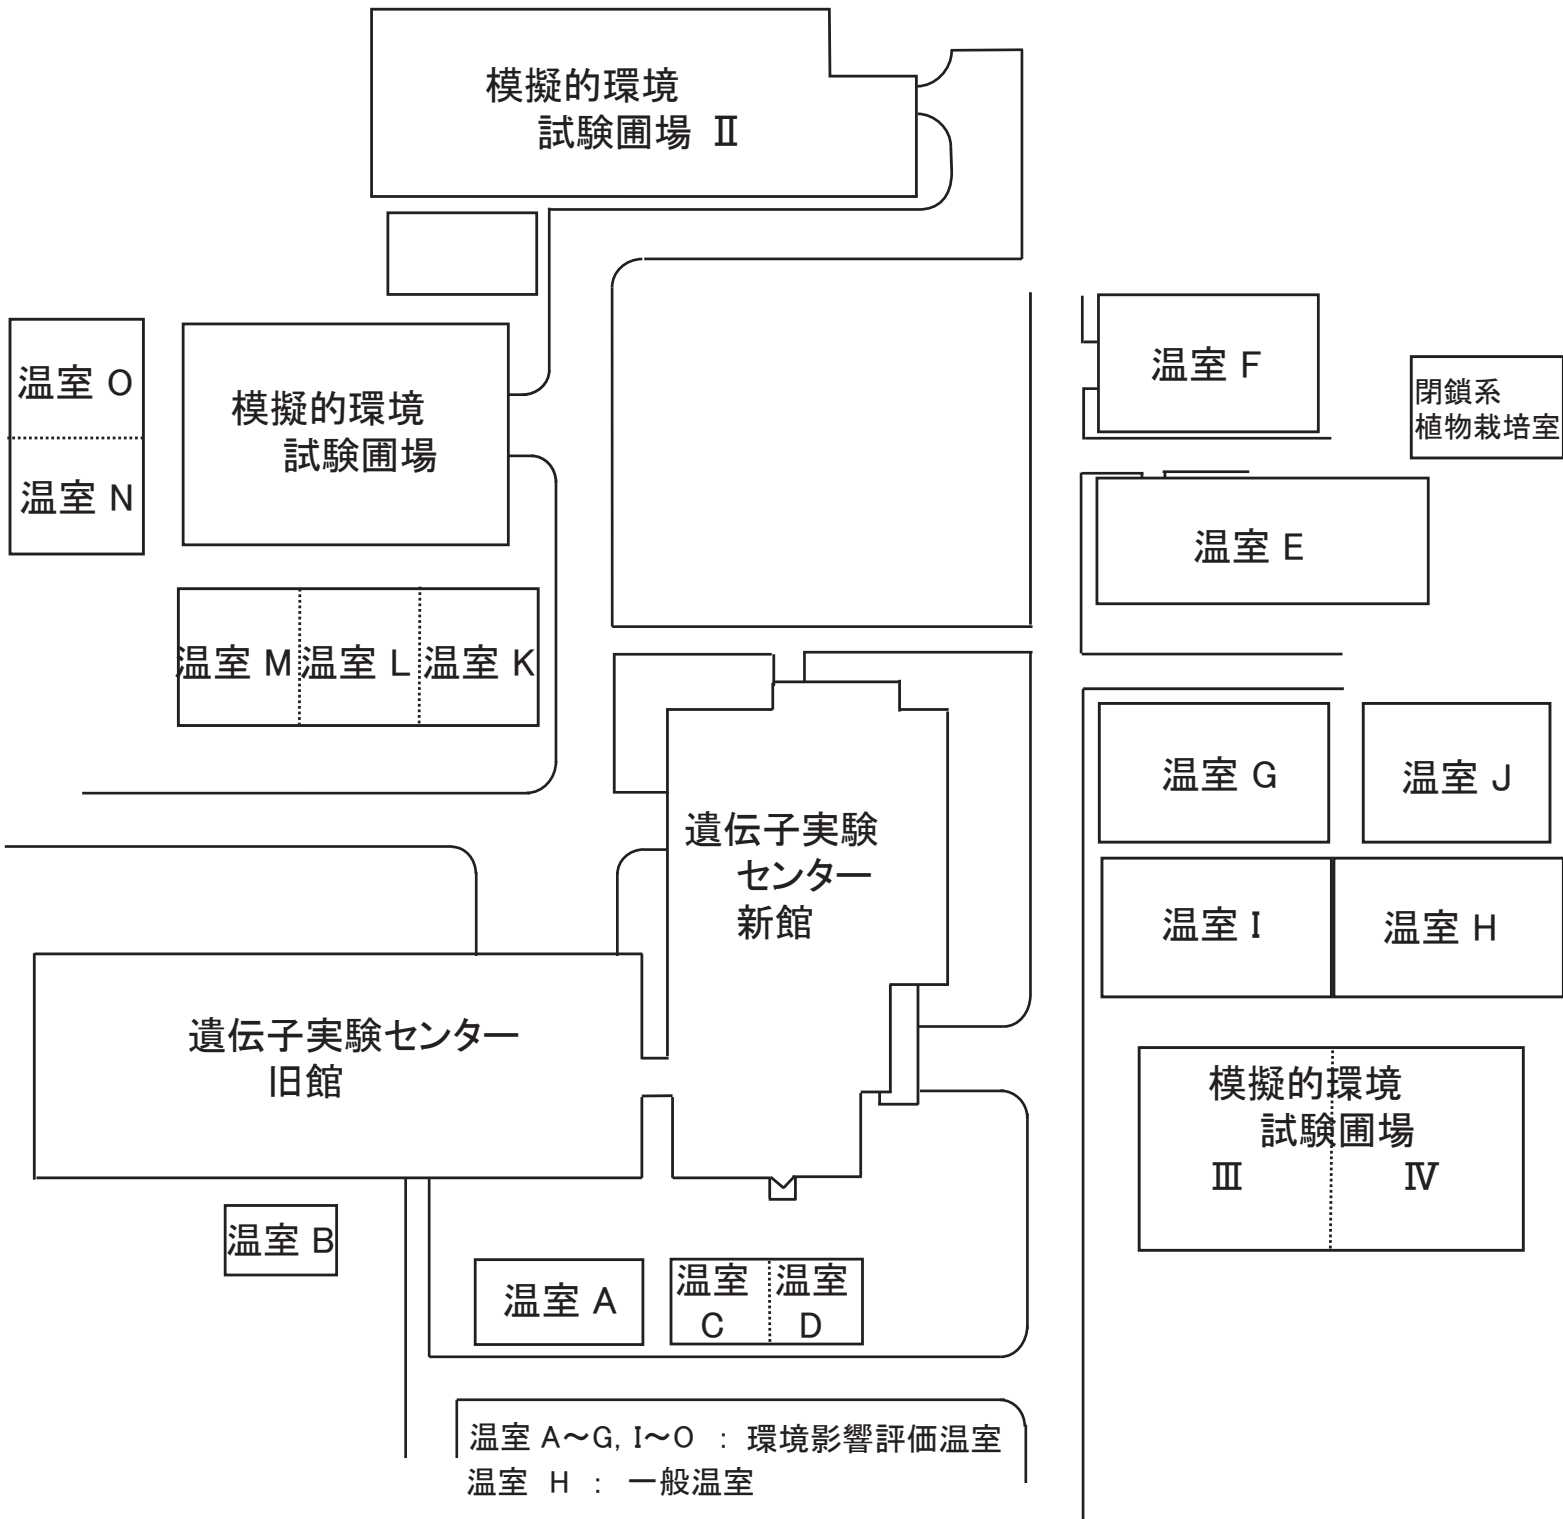 模擬的環境
試験圃場 Ⅱ
温室 O
温室 N
模擬的環境
試験圃場
温室 F
閉鎖系
植物栽培室
温室 E
温室 M
温室 L
温室 K
温室 G
温室 J
遺伝子実験
センター
新館
温室 I
温室 H
遺伝子実験センター
旧館
模擬的環境
試験圃場
Ⅲ
Ⅳ
温室 B
温室 A
温室
C
温室
D
温室 A～G, I～O : 環境影響評価温室
温室 H : 一般温室